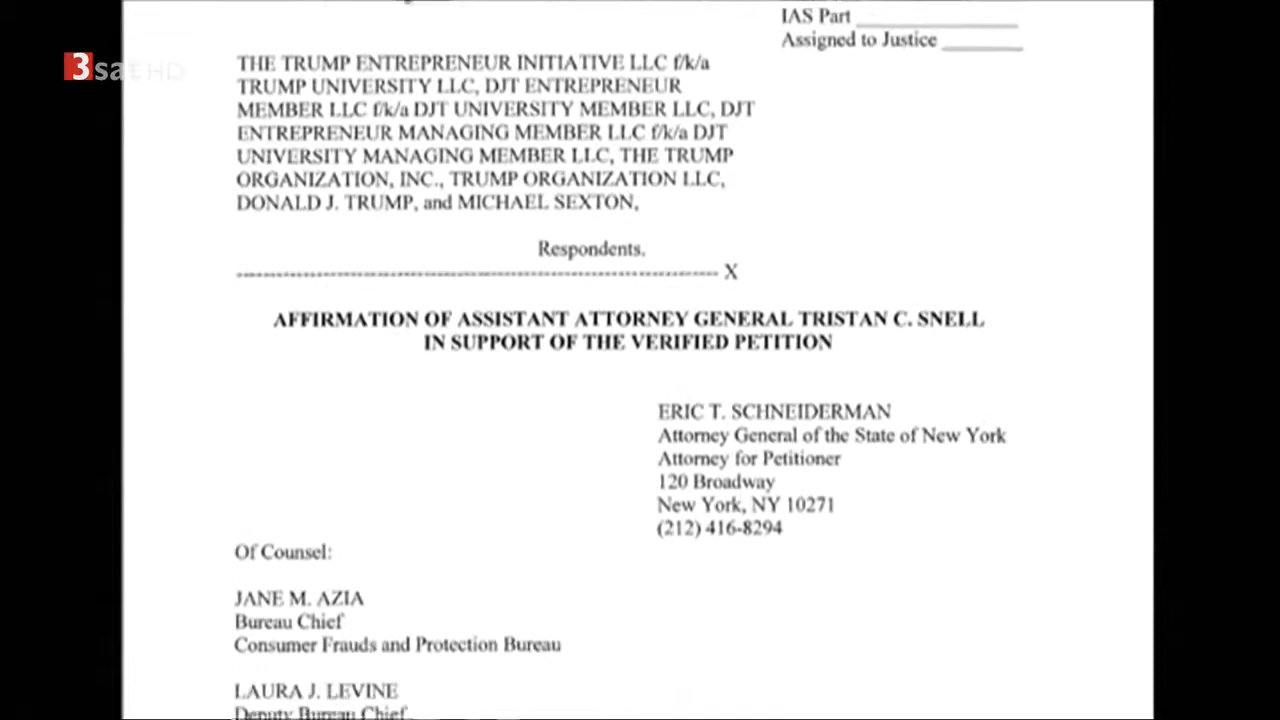 IAS Part
Assigned to Justice
3sat HD
THE TRUMP ENTREPRENEUR INITIATIVE LLC f/k/a
TRUMP UNIVERSITY LLC, DJT ENTREPRENEUR
MEMBER LLC f/k/a DJT UNIVERSITY MEMBER LLC, DJT
ENTREPRENEUR MANAGING MEMBER LLC f/k/a DJT
UNIVERSITY MANAGING MEMBER LLC, THE TRUMP
ORGANIZATION, INC., TRUMP ORGANIZATION LLC,
DONALD J. TRUMP, and MICHAEL SEXTON,
Respondents.
X
AFFIRMATION OF ASSISTANT ATTORNEY GENERAL TRISTAN C. SNELL
IN SUPPORT OF THE VERIFIED PETITION
ERIC T. SCHNEIDERMAN
Attorney General of the State of New York
Attorney for Petitioner
120 Broadway
New York, NY 10271
(212) 416-8294
Of Counsel:
JANE M. AZIA
Bureau Chief
Consumer Frauds and Protection Bureau
LAURA J. LEVINE
Deputy Bureau Chief